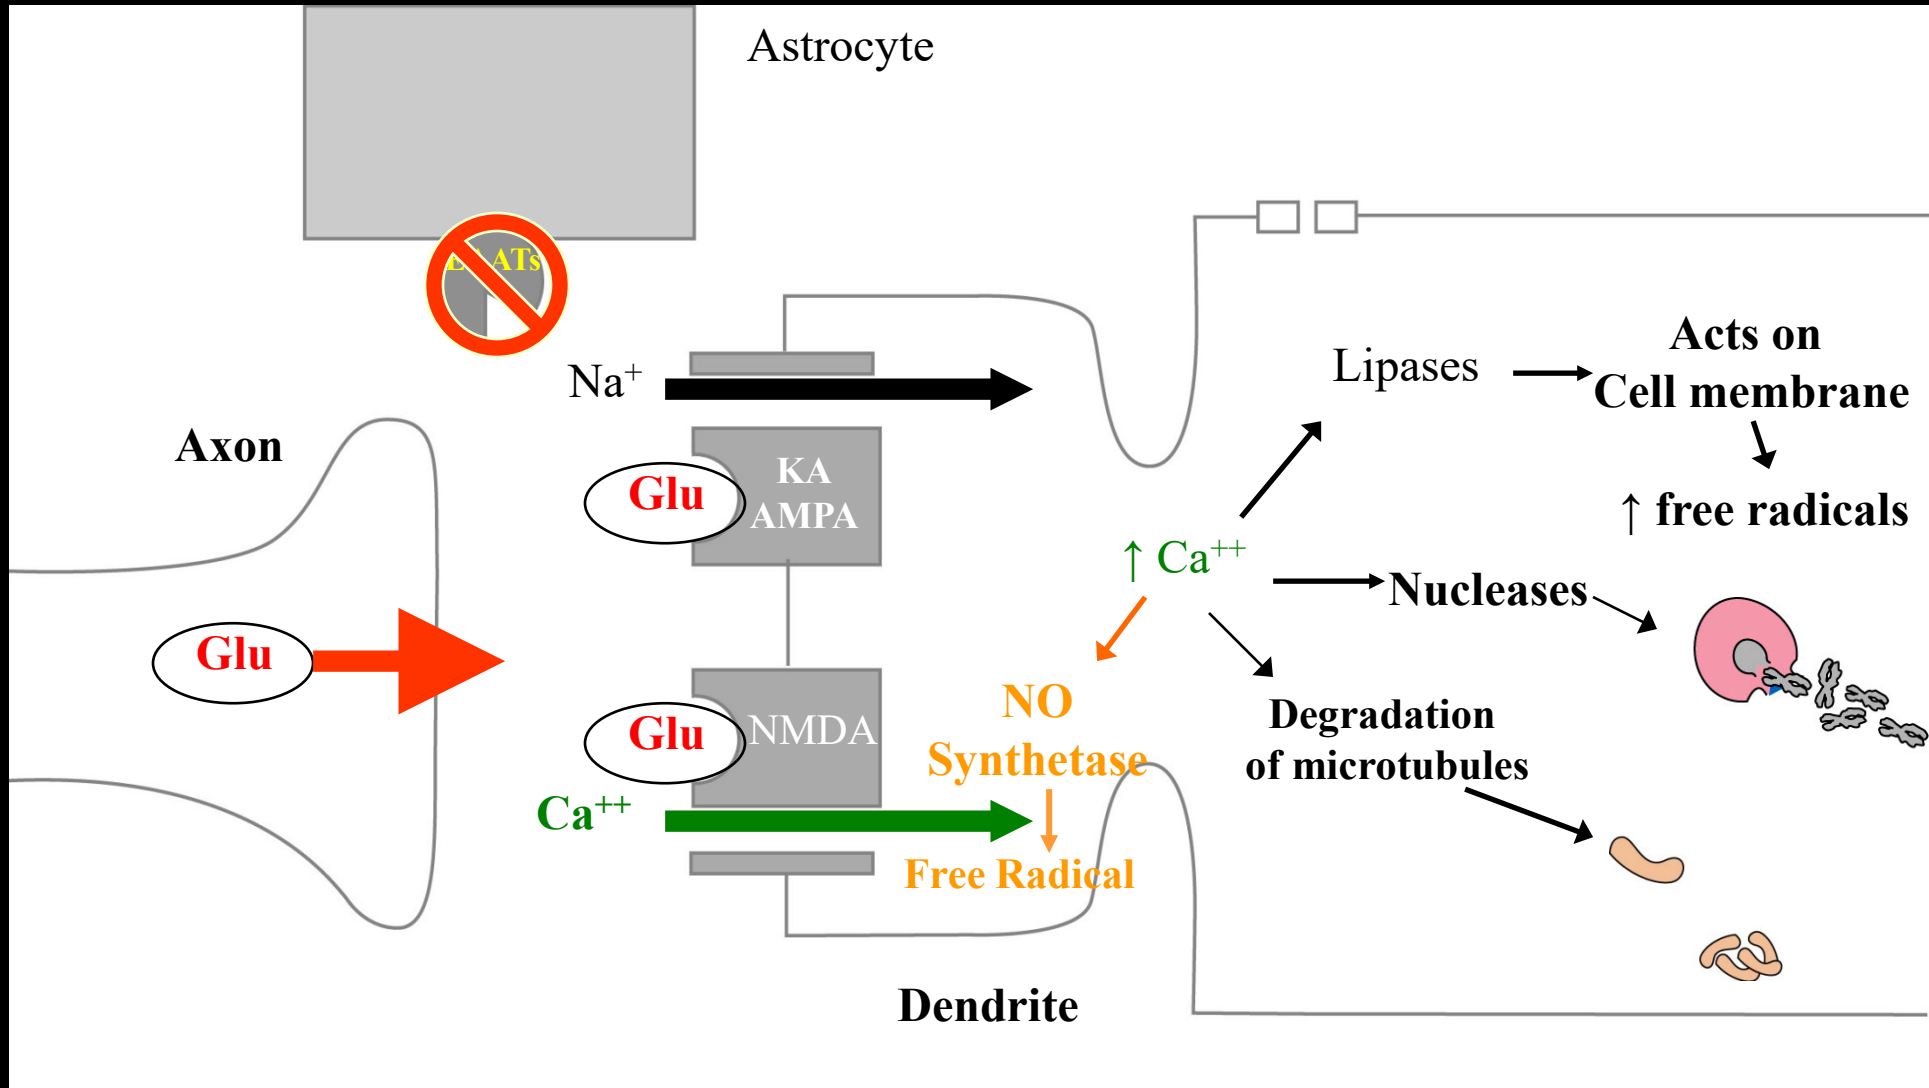 Astrocyte
EAATs
Na⁺
Axon
Glu
KA
AMPA
Glu
Glu
NMDA
Ca⁺⁺
NO
Synthetase
Free Radical
Dendrite
↑ Ca⁺⁺
Lipases
Acts on
Cell membrane
↑ free radicals
Nucleases
Degradation
of microtubules